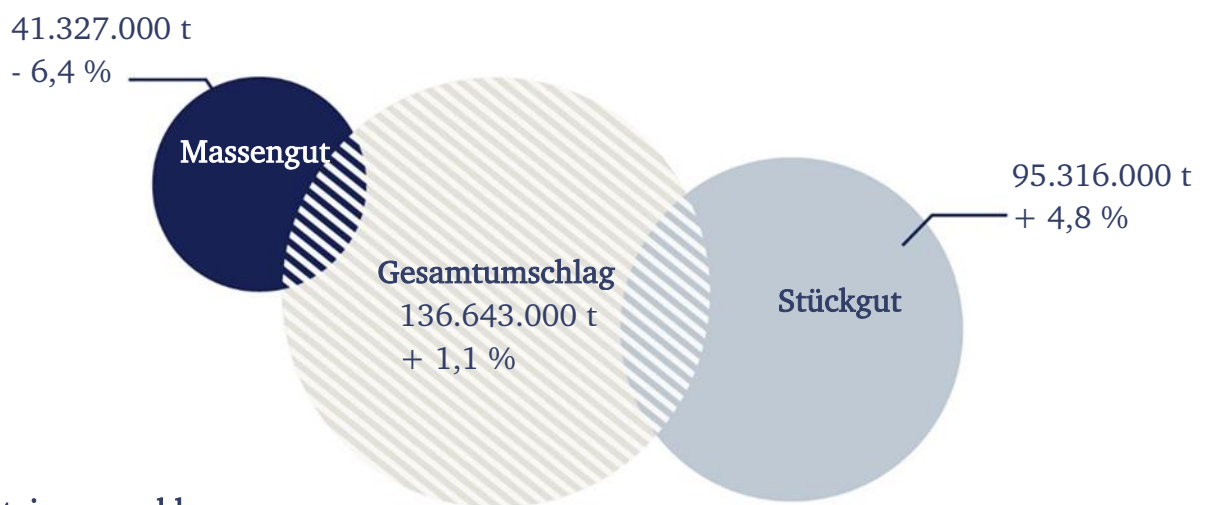 41.327.000 t
- 6,4 %
Massengut
95.316.000 t
+ 4,8 %
Gesamtumschlag
136.643.000 t
+ 1,1 %
Stückgut